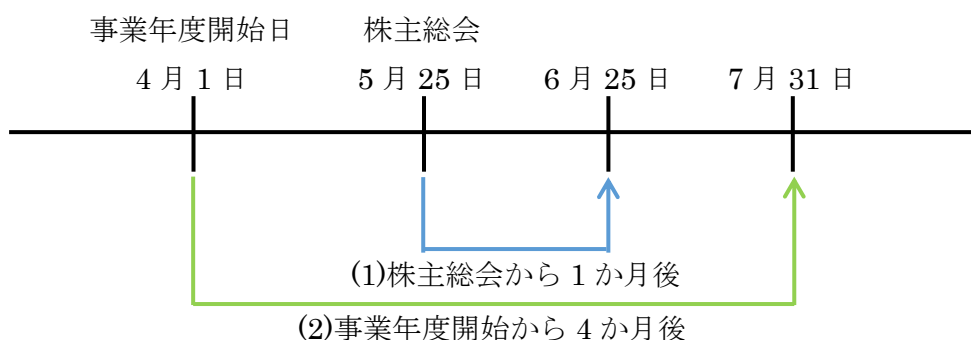 事業年度開始日 株主総会
4 月 1 日 5 月 25 日 6 月 25 日 7 月 31 日
(1)株主総会から 1 か月後
(2)事業年度開始から 4 か月後